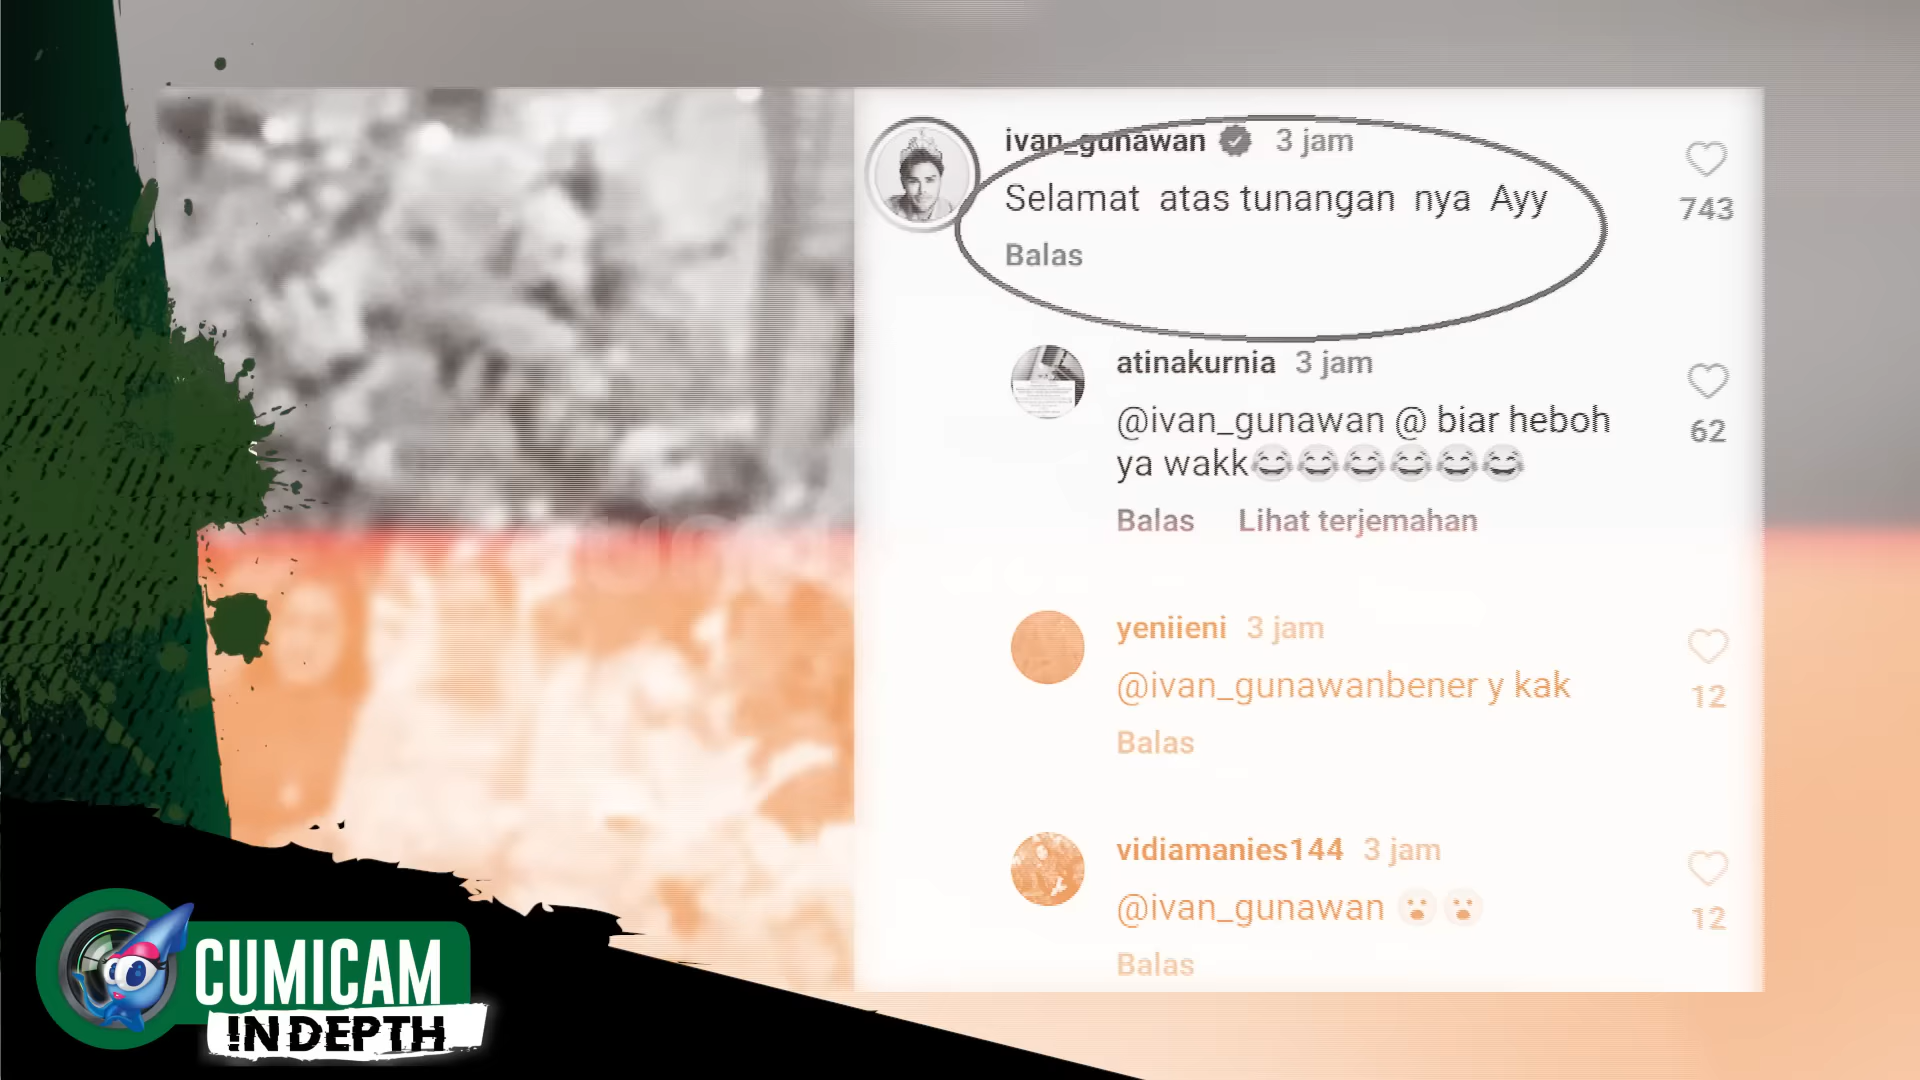 ivan_gunawan 3 jam
Selamat atas tunangan nya Ayy
743
Balas
atinakurnia 3 jam
@ivan_gunawan @ biar heboh
ya wakk😂😂😂😂😂😂
62
Balas Lihat terjemahan
yeniieni 3 jam
@ivan_gunawanbener y kak
12
Balas
vidiamanies144 3 jam
@ivan_gunawan 😮😮
12
Balas
CUMICAM
!NDEPTH